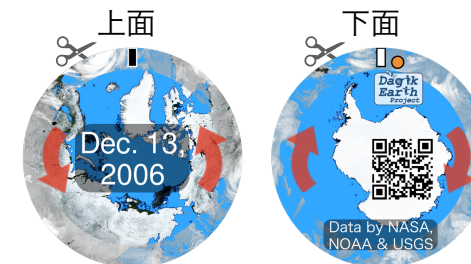 上面
下面
Dagik
Earth
Project
Dec. 13,
2006
Data by NASA,
NOAA & USGS